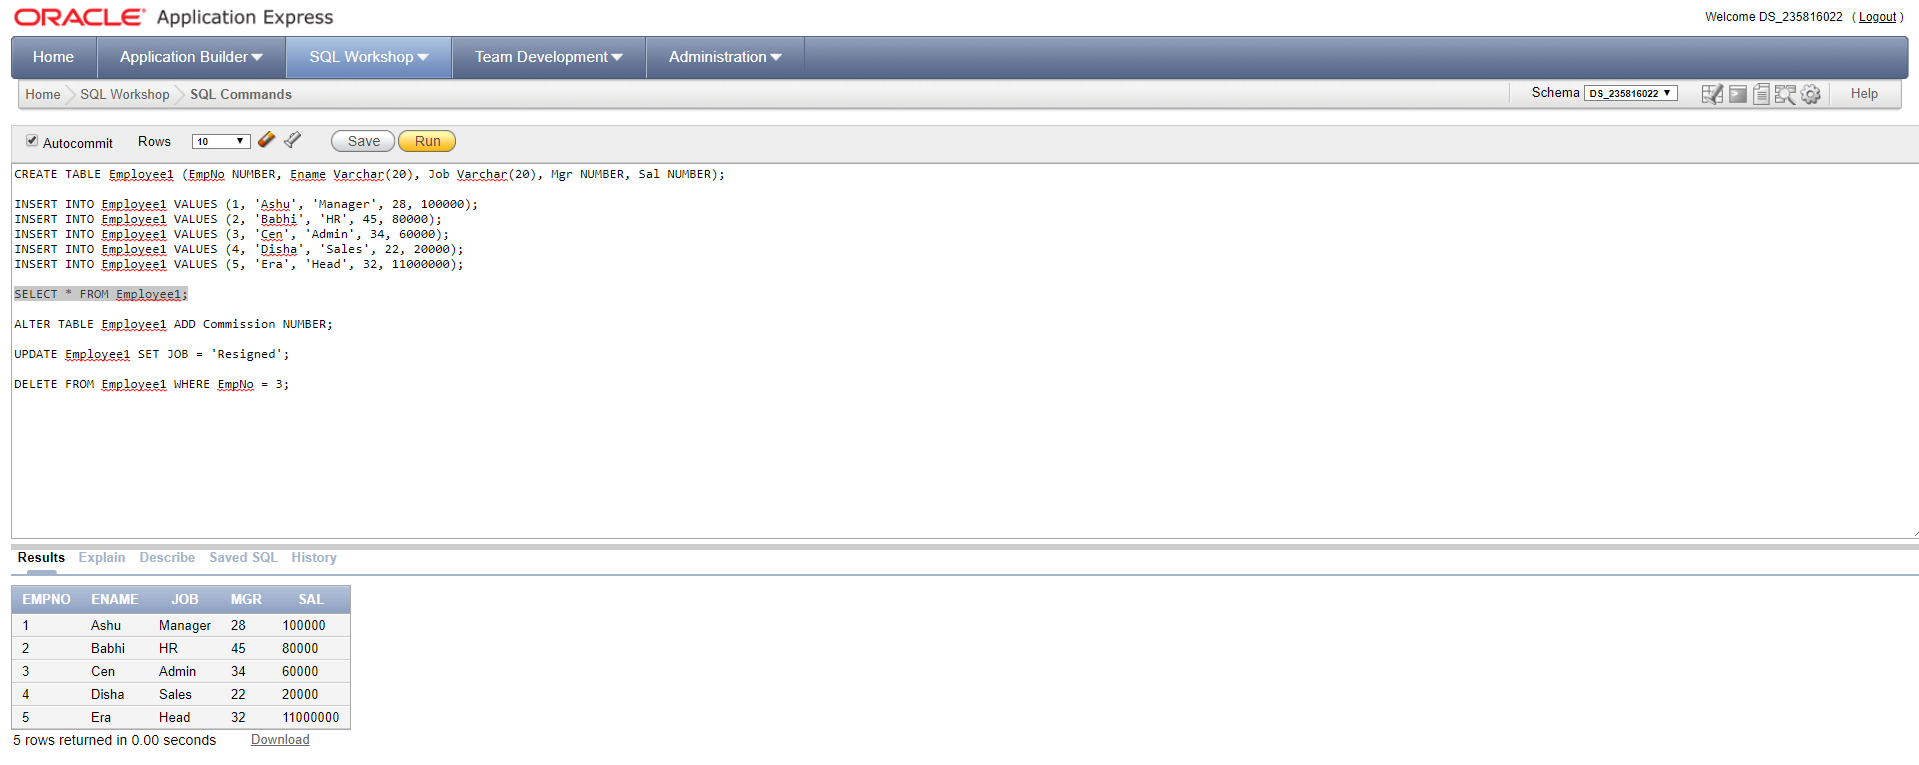 ORACLE Application Express
Welcome DS_235816022 ( Logout )
Home Application Builder SQL Workshop Team Development Administration
Home SQL Workshop SQL Commands Schema DS_235816022 Help
Autocommit Rows 10 Save Run
CREATE TABLE Employee1 (EmpNo NUMBER, Ename Varchar(20), Job Varchar(20), Mgr NUMBER, Sal NUMBER);
INSERT INTO Employee1 VALUES (1, 'Ashu', 'Manager', 28, 100000);
INSERT INTO Employee1 VALUES (2, 'Babhi', 'HR', 45, 80000);
INSERT INTO Employee1 VALUES (3, 'Cen', 'Admin', 34, 60000);
INSERT INTO Employee1 VALUES (4, 'Disha', 'Sales', 22, 20000);
INSERT INTO Employee1 VALUES (5, 'Era', 'Head', 32, 11000000);
SELECT * FROM Employee1;
ALTER TABLE Employee1 ADD Commission NUMBER;
UPDATE Employee1 SET JOB = 'Resigned';
DELETE FROM Employee1 WHERE EmpNo = 3;
Results Explain Describe Saved SQL History
EMPNO ENAME JOB MGR SAL
1 Ashu Manager 28 100000
2 Babhi HR 45 80000
3 Cen Admin 34 60000
4 Disha Sales 22 20000
5 Era Head 32 11000000
5 rows returned in 0.00 seconds Download